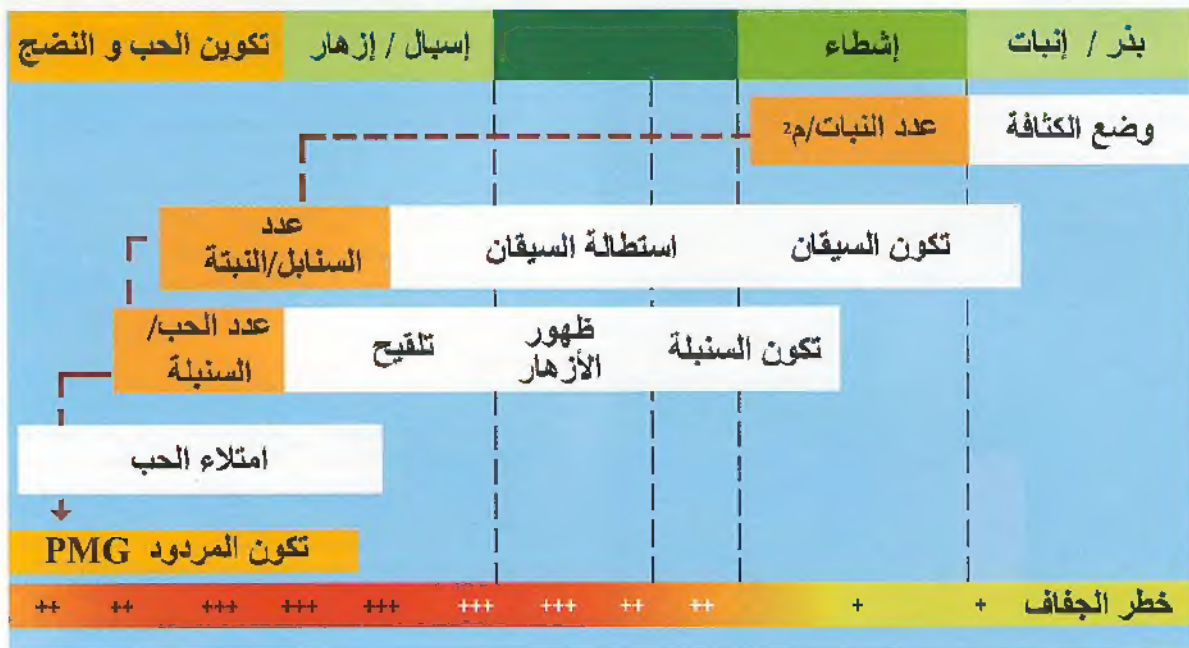 بذر / إنبات
إشطاء
إسبال / إزهار
تكوين الحب و النضج
وضع الكثافة
عدد النبات/م²
تكون السيقان
استطالة السيقان
عدد
السنابل/النبتة
تكون السنبلة
ظهور
الأزهار
تلقيح
عدد الحب/
السنبلة
امتلاء الحب
تكون المردود PMG
خطر الجفاف + + ++ ++ +++ +++ +++ +++ +++ ++ ++